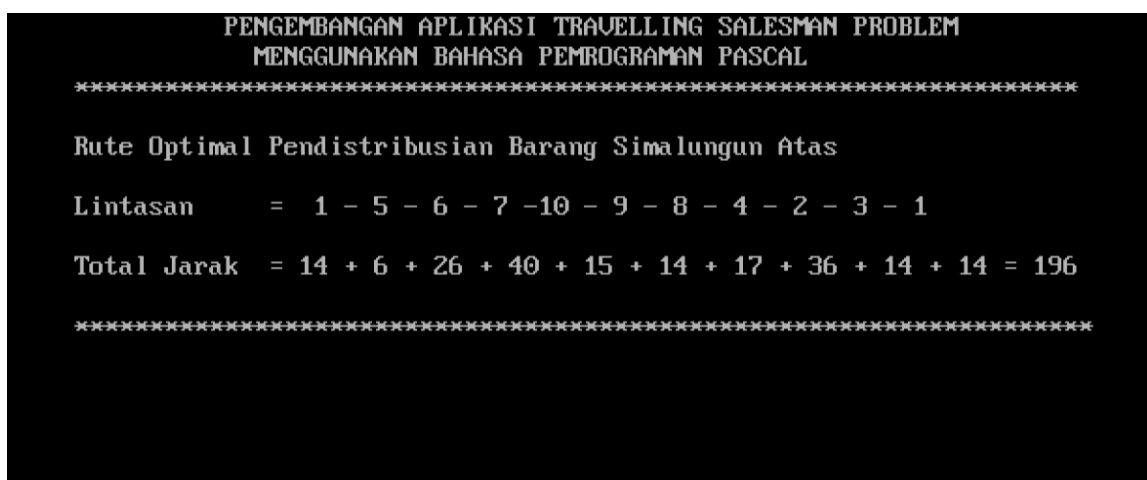 PENGEMBANGAN APLIKASI TRAVELLING SALESMAN PROBLEM
MENGGUNAKAN BAHASA PEMROGRAMAN PASCAL
*******************************************************************
Rute Optimal Pendistribusian Barang Simalungun Atas
Lintasan = 1 - 5 - 6 - 7 -10 - 9 - 8 - 4 - 2 - 3 - 1
Total Jarak = 14 + 6 + 26 + 40 + 15 + 14 + 17 + 36 + 14 + 14 = 196
********************************************************************